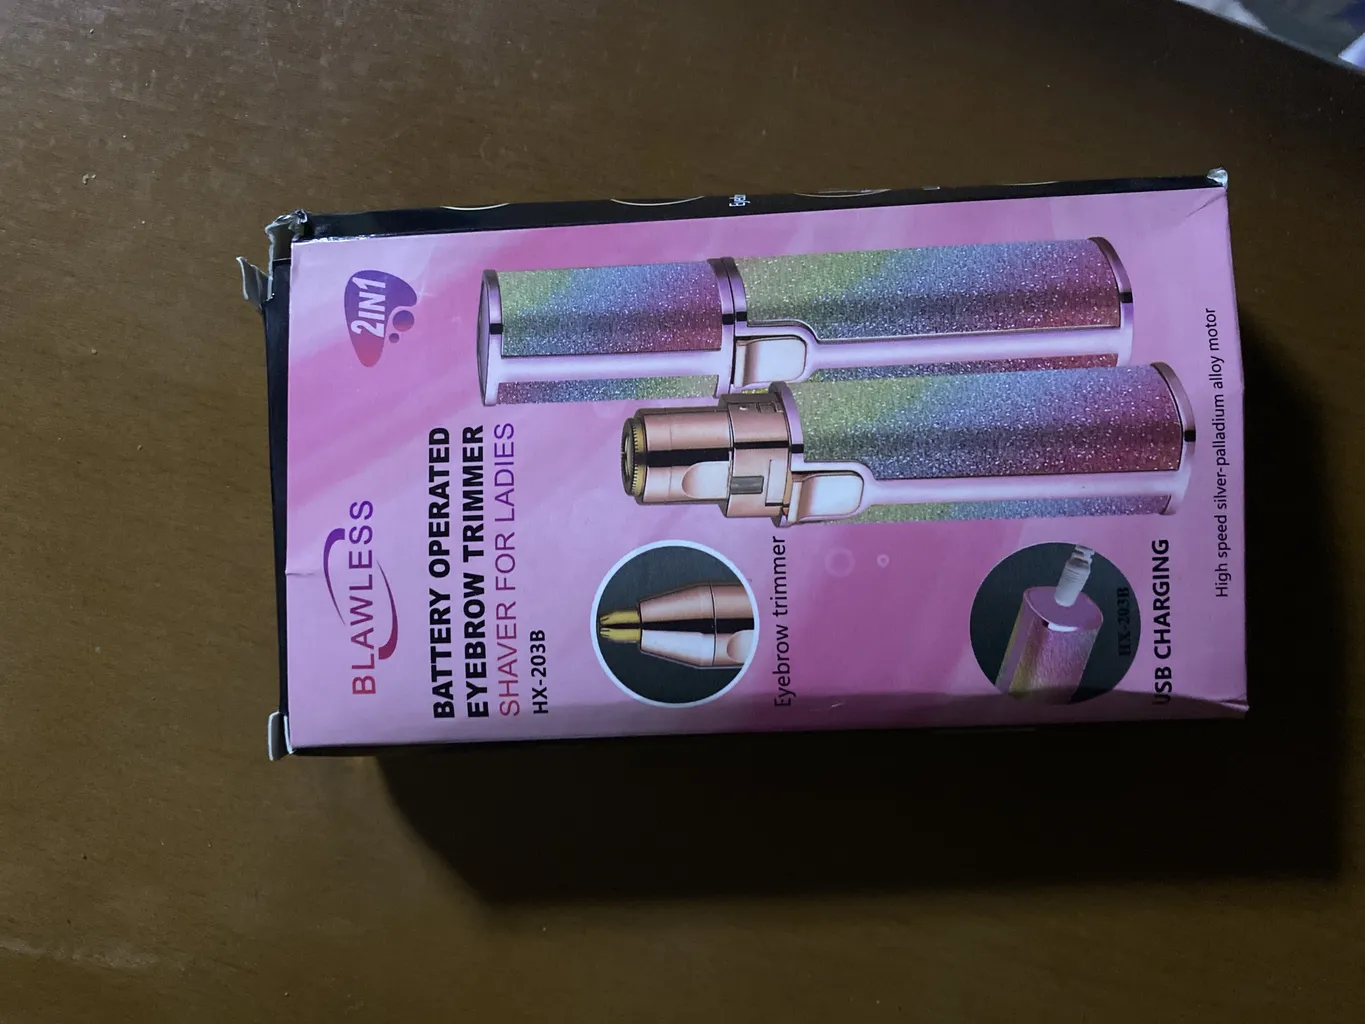 2IN1
BLAWLESS
BATTERY OPERATED
EYEBROW TRIMMER
SHAVER FOR LADIES
HX-203B
Eyebrow trimmer
HX-203B
USB CHARGING
High speed silver-palladium alloy motor